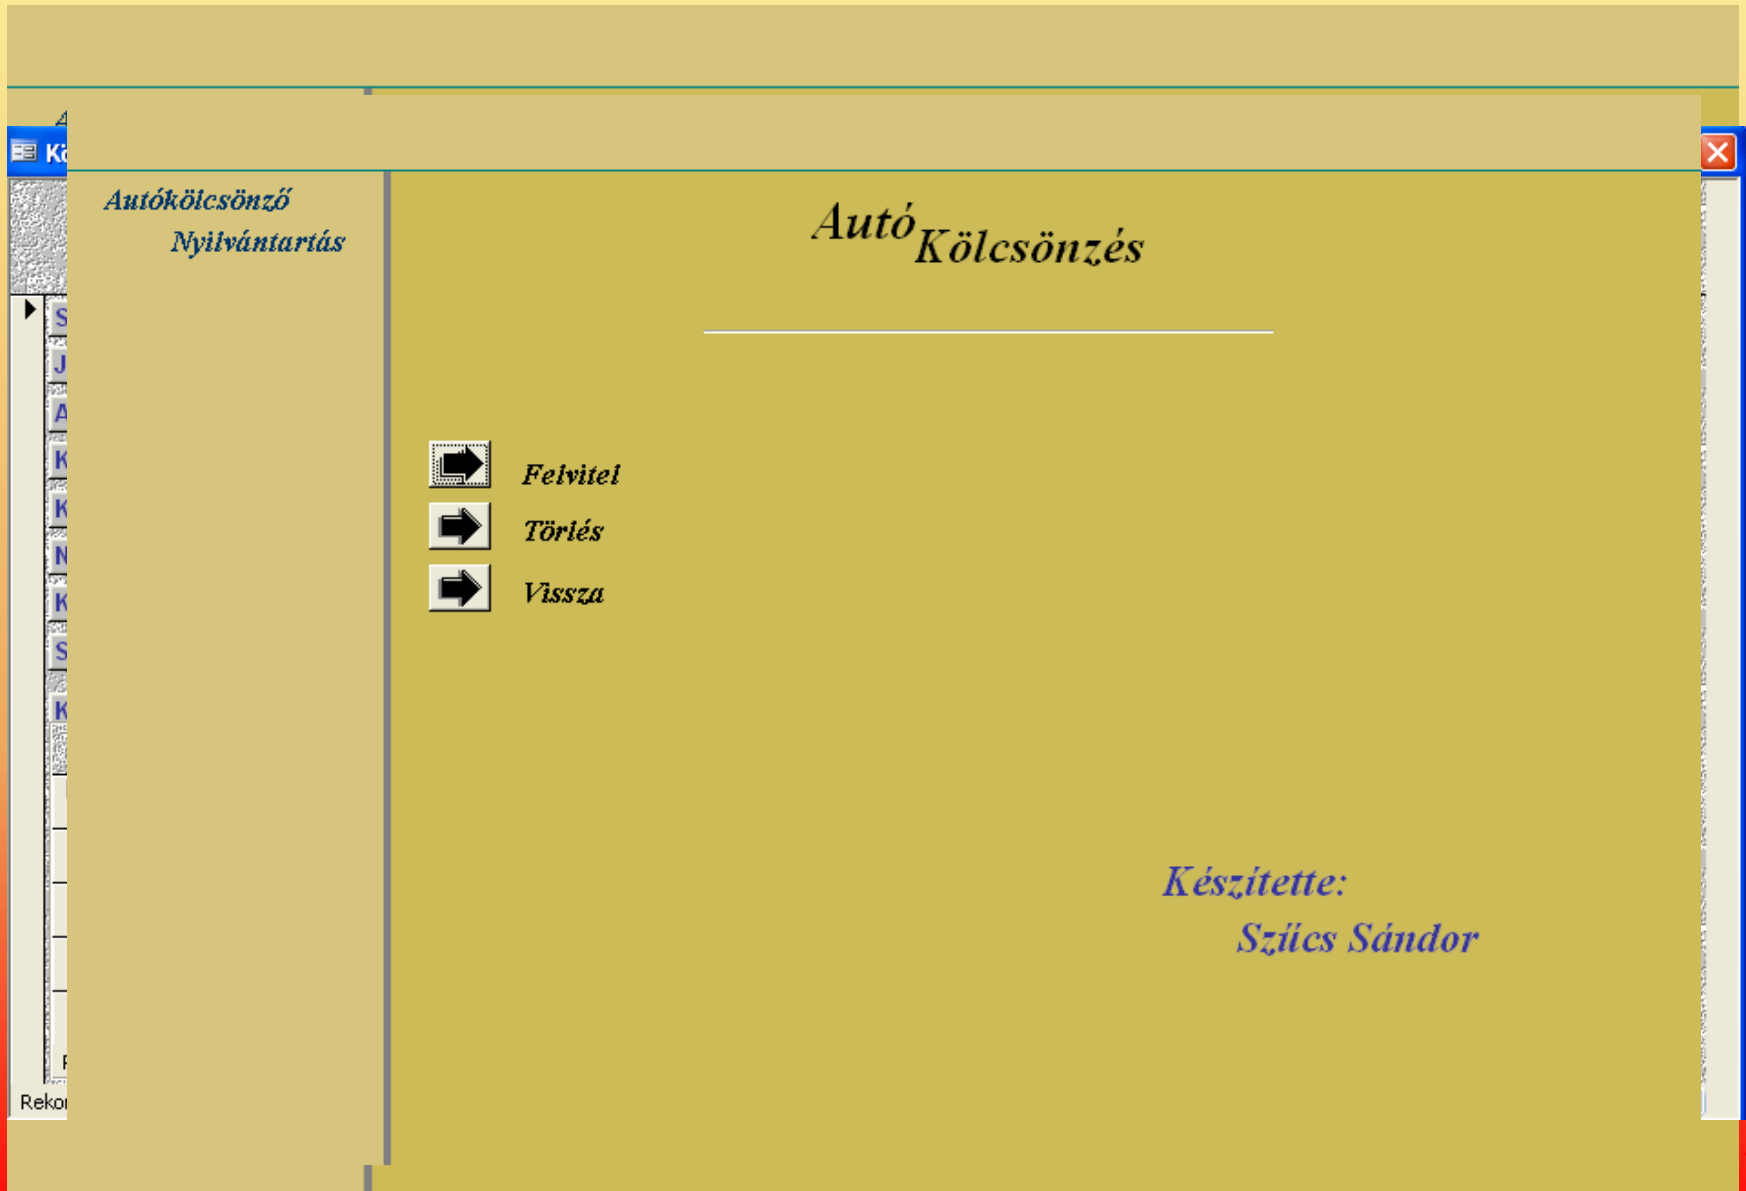 Autókölcsönző
Nyilvántartás
Autó
Kölcsönzés
Felvitel
Törlés
Vissza
Készítette:
Szűcs Sándor